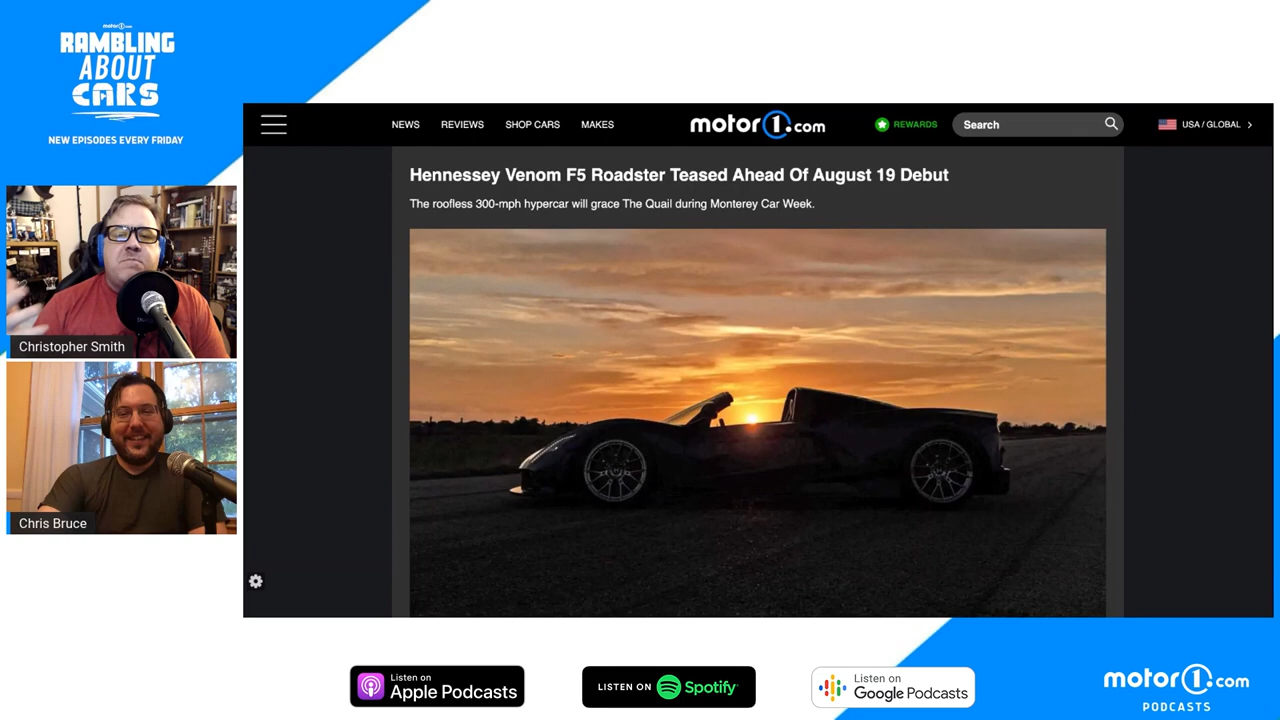 motor1.com
RAMBLING
ABOUT
CARS
NEW EPISODES EVERY FRIDAY
NEWS REVIEWS SHOP CARS MAKES motor1.com REWARDS Search USA / GLOBAL
Hennessey Venom F5 Roadster Teased Ahead Of August 19 Debut
The roofless 300-mph hypercar will grace The Quail during Monterey Car Week.
Christopher Smith
Chris Bruce
Listen on
Apple Podcasts
LISTEN ON Spotify
Listen on
Google Podcasts
motor1.com
PODCASTS